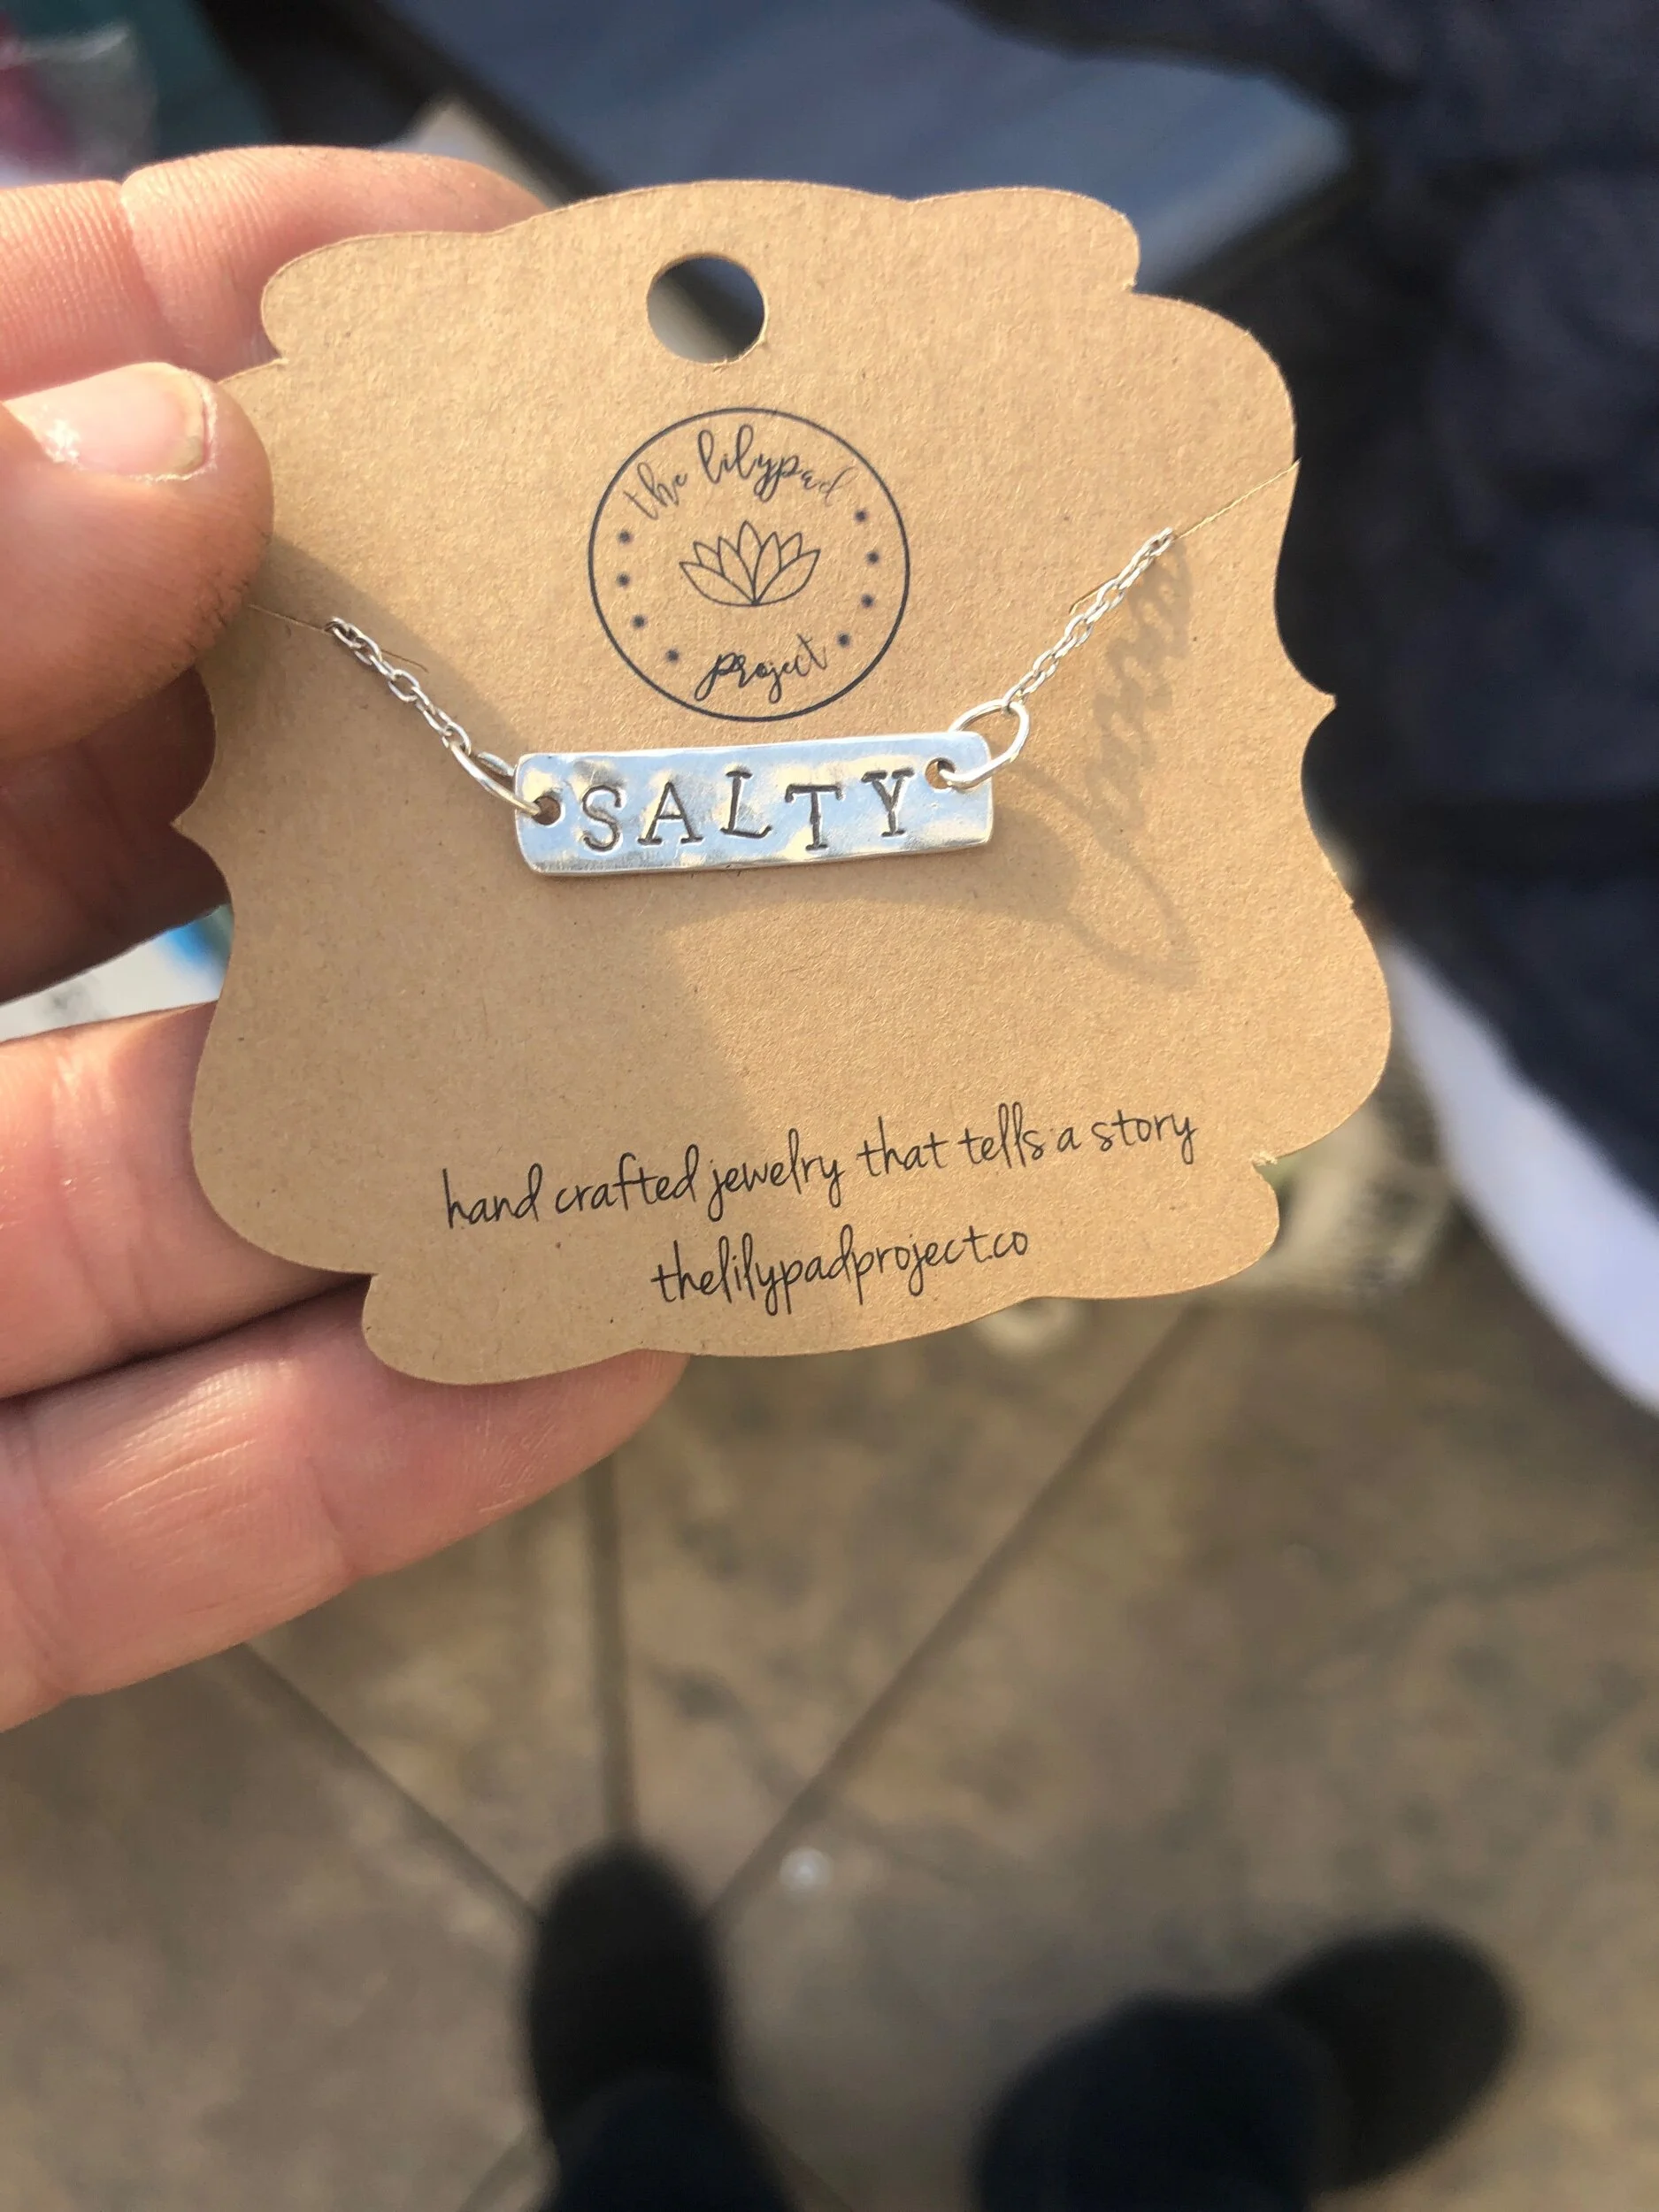 the lilypad
project
SALTY
hand crafted jewelry that tells a story
thelilypadproject.co